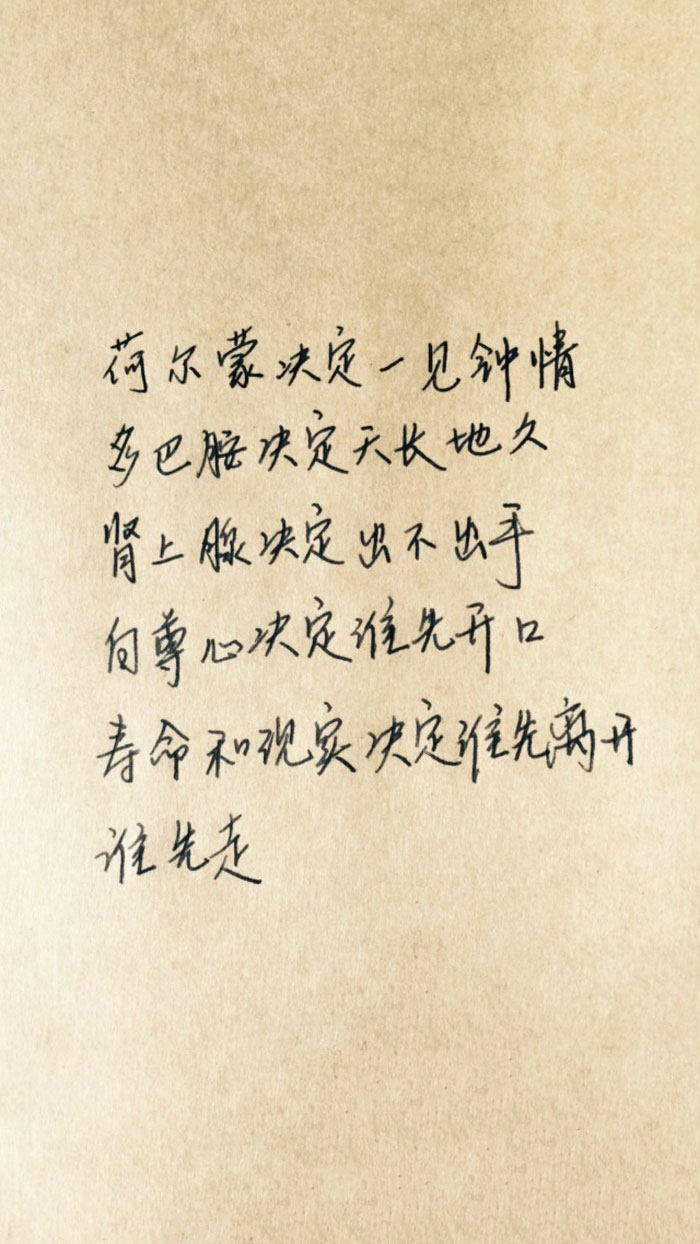 荷尔蒙决定一见钟情
多巴胺决定天长地久
肾上腺决定出不出手
自尊心决定谁先开口
寿命和现实决定谁先离开
谁先走